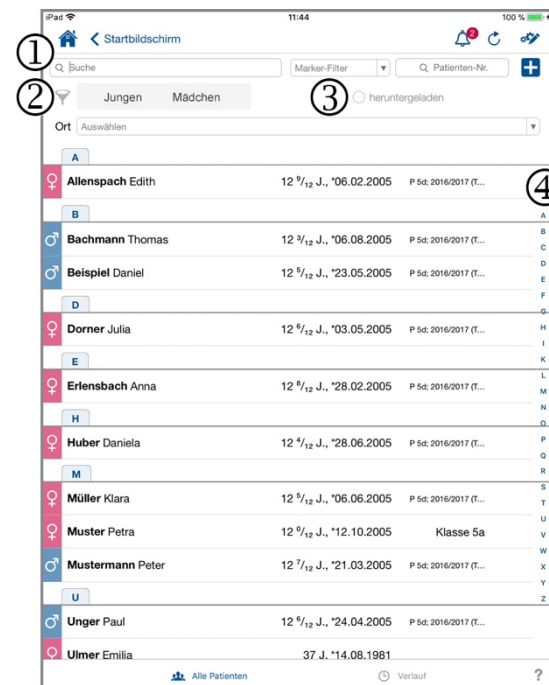 iPad 11:44 100 %
Startbildschirm 2
1
Suche Marker-Filter Patienten-Nr.
2 Jungen Mädchen 3 heruntergeladen
Ort Auswählen
A
Allenspach Edith 12 9/12 J., *06.02.2005 P 5d; 2016/2017 (T...
4
B
Bachmann Thomas 12 3/12 J., *06.08.2005 P 5d; 2016/2017 (T...
Beispiel Daniel 12 5/12 J., *23.05.2005 P 5d; 2016/2017 (T...
D
Dorner Julia 12 6/12 J., *03.05.2005 P 5d; 2016/2017 (T...
E
Erlensbach Anna 12 8/12 J., *28.02.2005 P 5d; 2016/2017 (T...
H
Huber Daniela 12 4/12 J., *28.06.2005 P 5d; 2016/2017 (T...
M
Müller Klara 12 5/12 J., *06.06.2005 P 5d; 2016/2017 (T...
Muster Petra 12 0/12 J., *12.10.2005 Klasse 5a
Mustermann Peter 12 7/12 J., *21.03.2005 P 5d; 2016/2017 (T...
U
Unger Paul 12 6/12 J., *24.04.2005 P 5d; 2016/2017 (T...
Ulmer Emilia 37 J. *14.08.1981
A
B
C
D
E
F
G
H
I
K
L
M
N
O
P
Q
R
S
T
U
V
W
X
Y
Z
Alle Patienten Verlauf ?